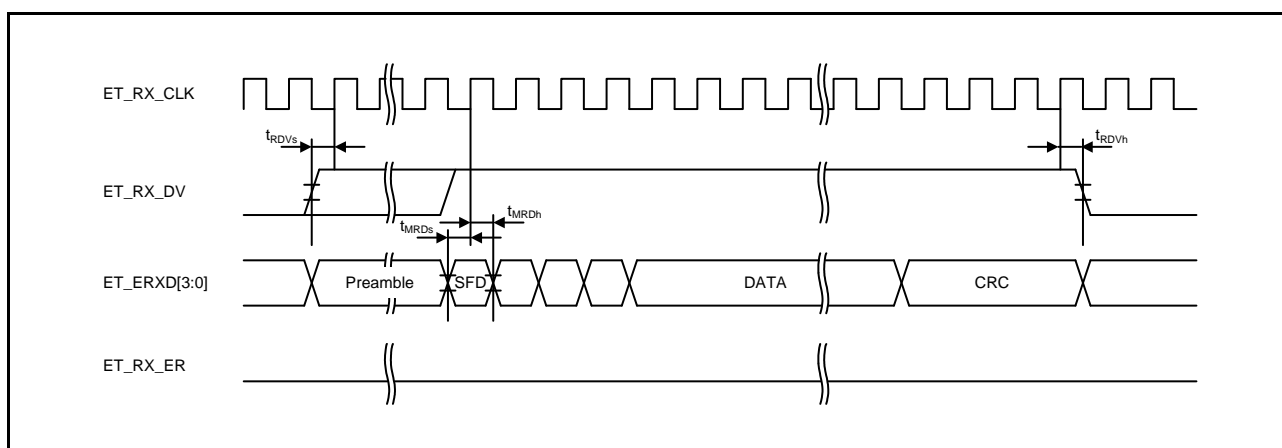 ET_RX_CLK
tRDVs
tRDVh
ET_RX_DV
tMRDh
tMRDs
ET_ERXD[3:0]
Preamble
SFD
DATA
CRC
ET_RX_ER